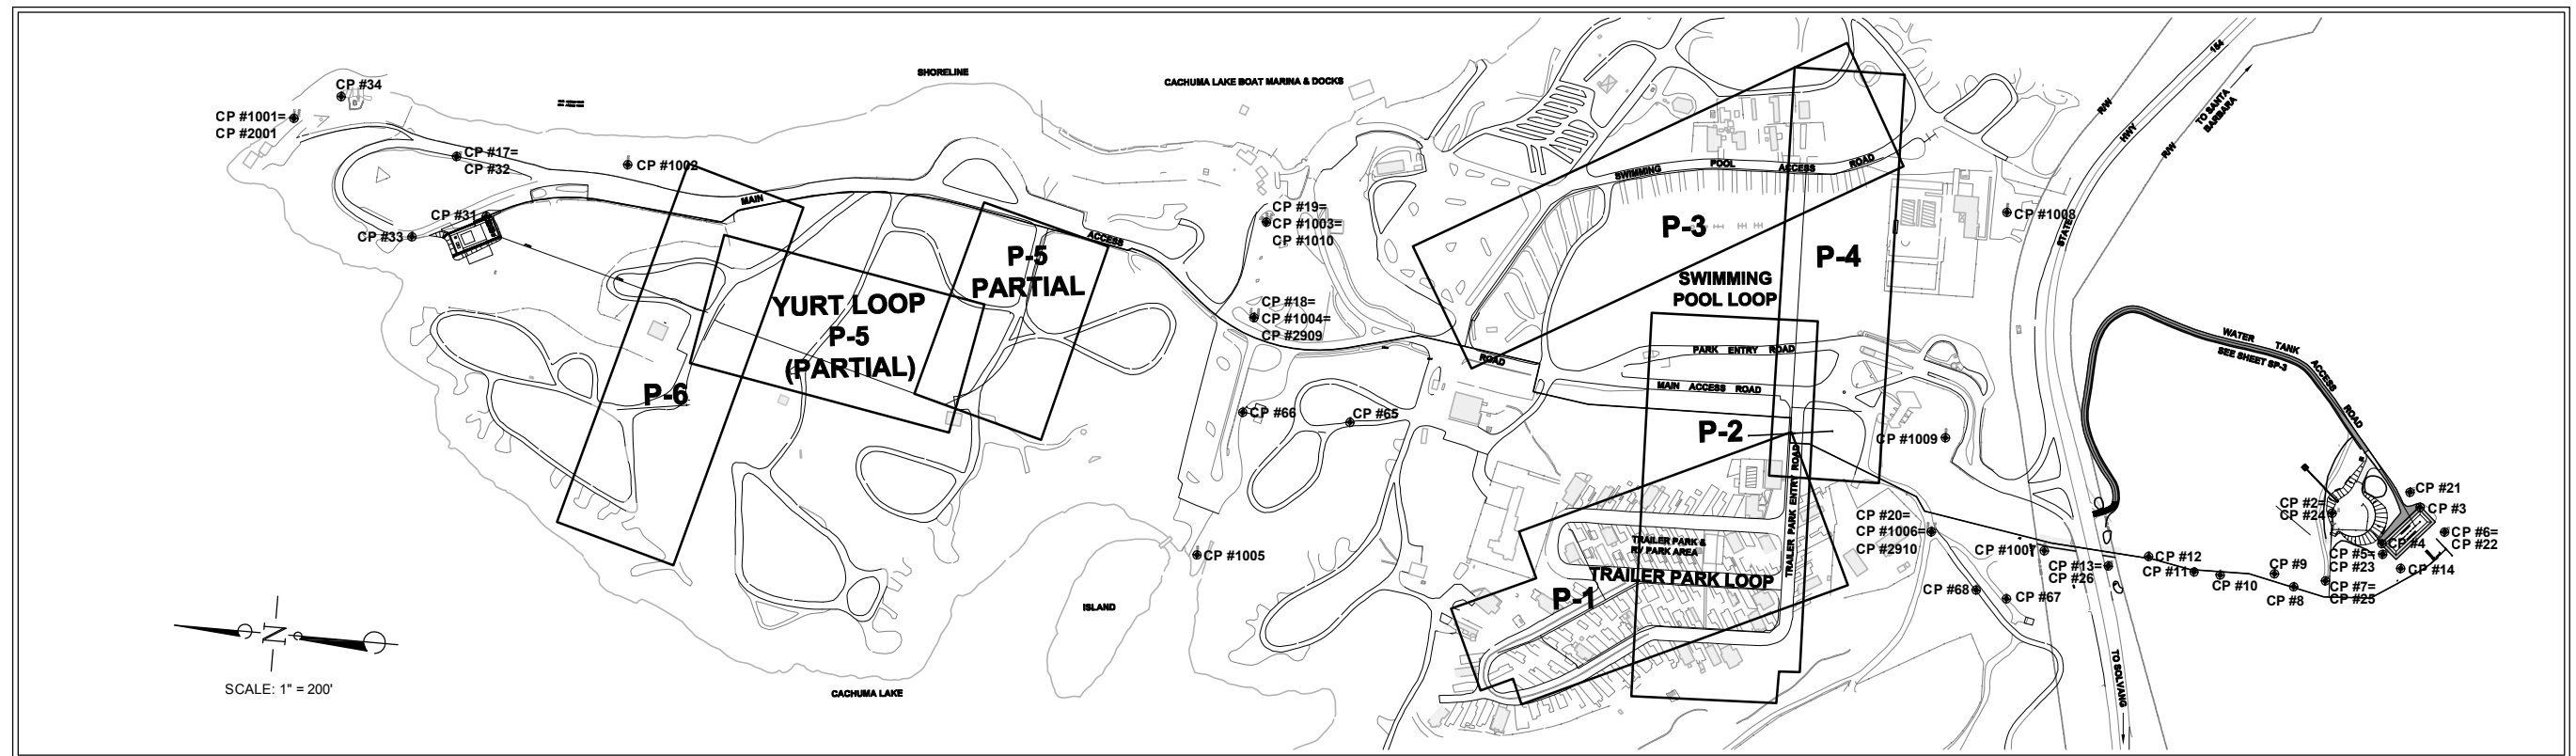 SHORELINE
CACHUMA LAKE BOAT MARINA & DOCKS
CP #34
CP #1001=
CP #2001
CP #17=
CP #32
CP #1002
CP #31
CP #33
MAIN
ACCESS
ROAD
CP #19=
CP #1003=
CP #1010
CP #18=
CP #1004=
CP #2909
P-5
PARTIAL
YURT LOOP
P-5
(PARTIAL)
P-6
SWIMMING POOL ACCESS ROAD
P-3
P-4
SWIMMING
POOL LOOP
PARK ENTRY ROAD
MAIN ACCESS ROAD
P-2
CP #66
CP #65
CP #1005
CP #1008
CP #1009
R/W
STATE HWY 154
R/W
TO SANTA
BARBARA
WATER TANK ACCESS ROAD
SEE SHEET SP-3
TRAILER PARK ENTRY ROAD
TRAILER PARK &
RV PARK AREA
TRAILER PARK LOOP
P-1
CP #20=
CP #1006=
CP #2910
CP #1007
CP #13=
CP #26
CP #68
CP #67
CP #12
CP #11
CP #10
CP #9
CP #8
CP #7=
CP #25
CP #2=
CP #24
CP #21
CP #3
CP #6=
CP #22
CP #4
CP #5=
CP #23
CP #14
TO SOLVANG
ISLAND
CACHUMA LAKE
N
SCALE: 1" = 200'